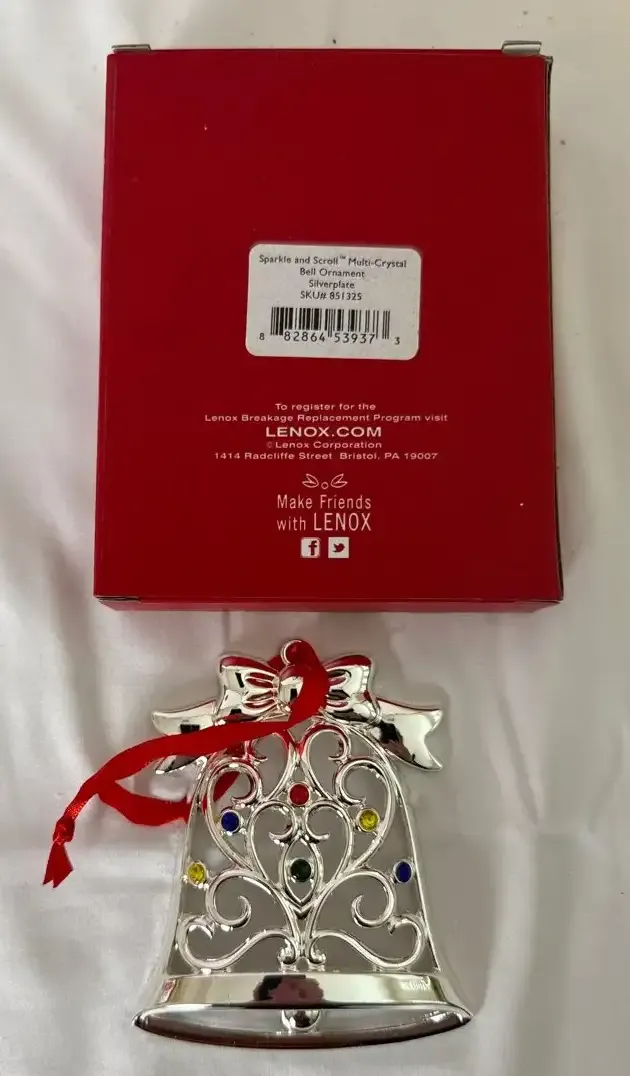 Sparkle and Scroll™ Multi-Crystal
Bell Ornament
Silverplate
SKU# 851325
8 82864 53937 3
To register for the
Lenox Breakage Replacement Program visit
LENOX.COM
©Lenox Corporation
1414 Radcliffe Street Bristol, PA 19007
Make Friends
with LENOX